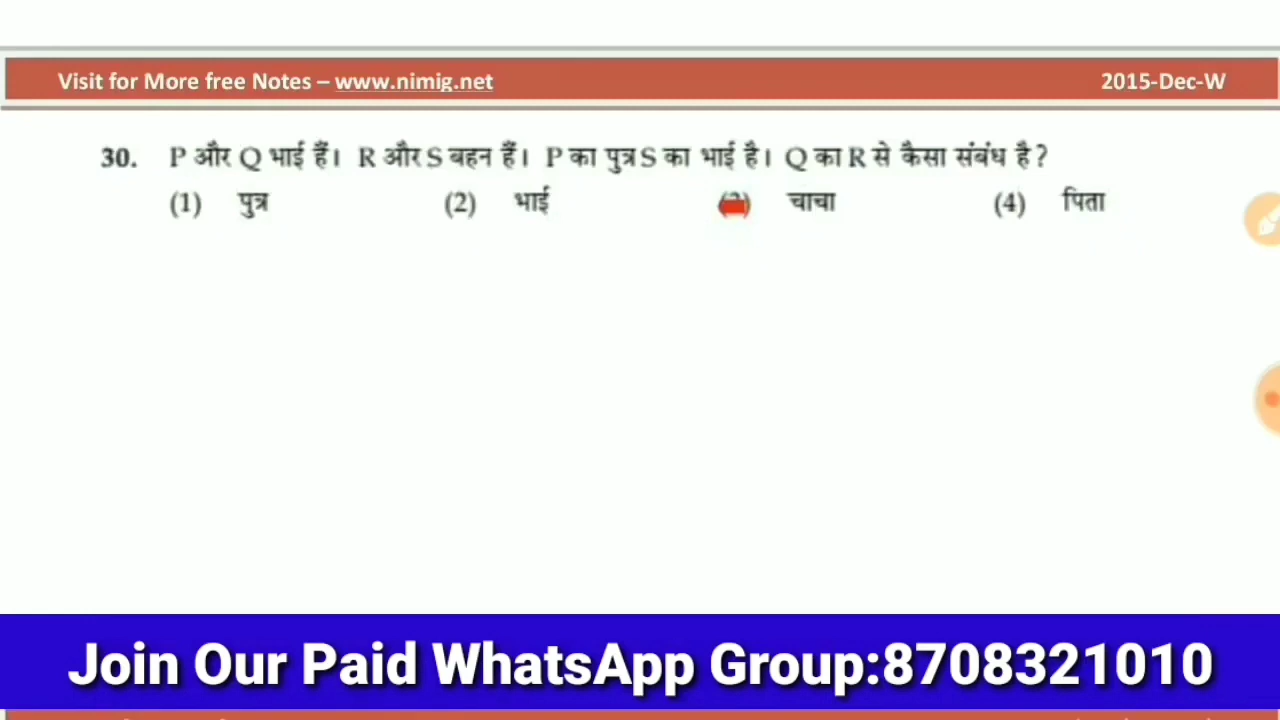 Visit for More free Notes – www.nimig.net 2015-Dec-W
30. P और Q भाई हैं। R और S बहन हैं। P का पुत्र S का भाई है। Q का R से कैसा संबंध है?
(1) पुत्र (2) भाई चाचा (4) पिता
Join Our Paid WhatsApp Group:8708321010